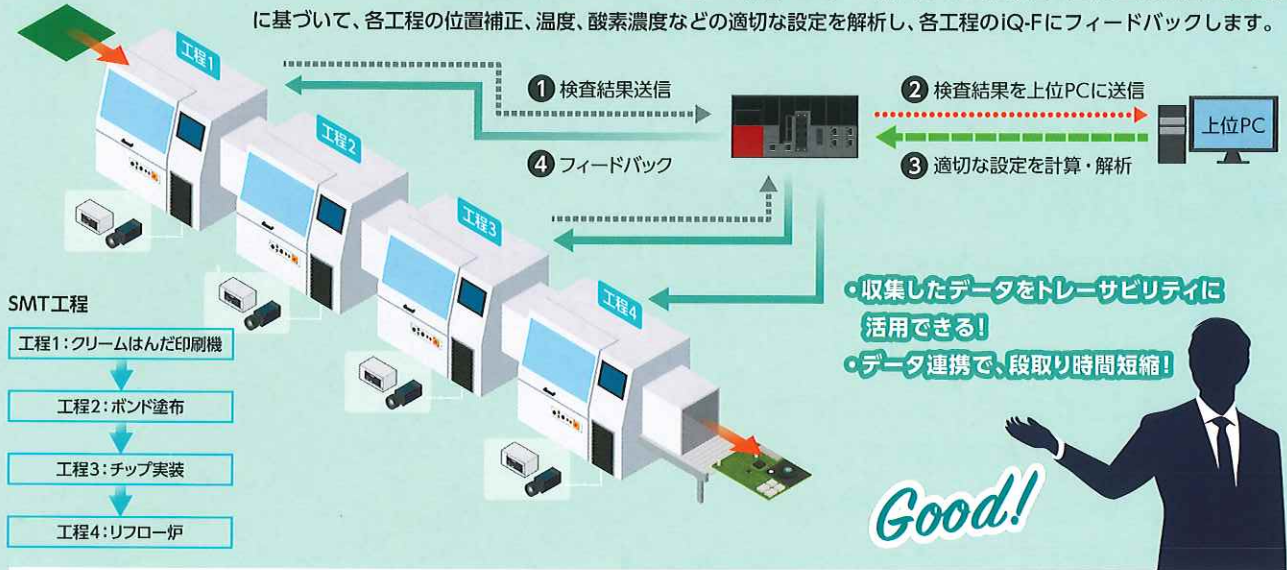 に基づいて、各工程の位置補正、温度、酸素濃度などの適切な設定を解析し、各工程のiQ-Fにフィードバックします。
工程1
❶ 検査結果送信
❷ 検査結果を上位PCに送信
上位PC
工程2
❹ フィードバック
❸ 適切な設定を計算・解析
工程3
工程4
・収集したデータをトレーサビリティに
活用できる!
・データ連携で、段取り時間短縮!
SMT工程
工程1:クリームはんだ印刷機
工程2:ボンド塗布
工程3:チップ実装
工程4:リフロー炉
Good!